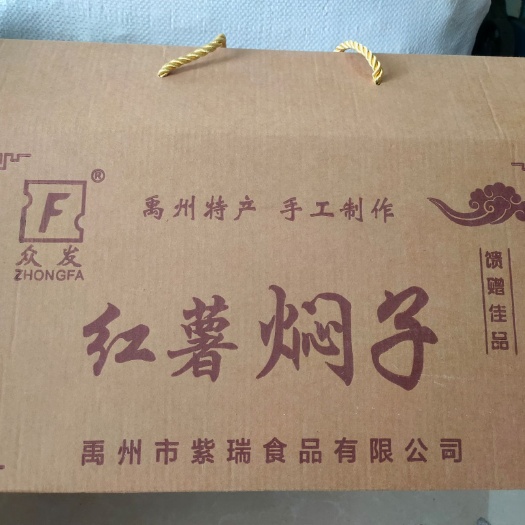 F®
众发
ZHONGFA
禹州特产 手工制作
馈赠佳品
红薯焖子
禹州市紫瑞食品有限公司